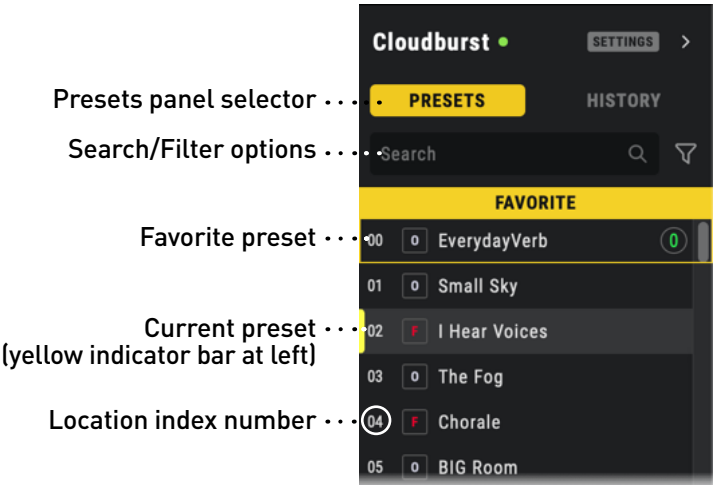 Cloudburst SETTINGS >
Presets panel selector PRESETS HISTORY
Search/Filter options Search
FAVORITE
Favorite preset 00 O EverydayVerb 0
01 O Small Sky
Current preset 02 F I Hear Voices
(yellow indicator bar at left)
03 O The Fog
Location index number 04 F Chorale
05 O BIG Room